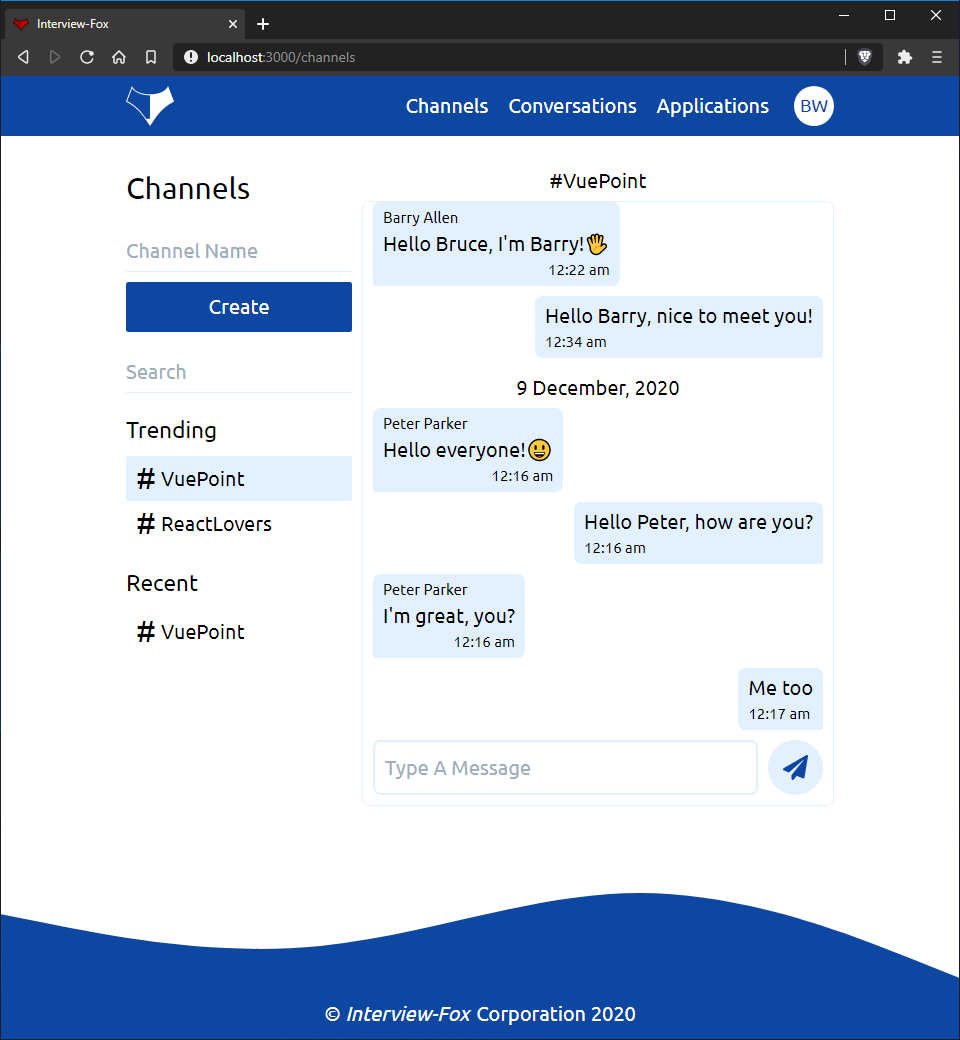 Interview-Fox
localhost:3000/channels
Channels Conversations Applications BW
Channels
Channel Name
Create
Search
Trending
# VuePoint
# ReactLovers
Recent
# VuePoint
#VuePoint
Barry Allen
Hello Bruce, I'm Barry!🖐
12:22 am
Hello Barry, nice to meet you!
12:34 am
9 December, 2020
Peter Parker
Hello everyone!😃
12:16 am
Hello Peter, how are you?
12:16 am
Peter Parker
I'm great, you?
12:16 am
Me too
12:17 am
Type A Message
© Interview-Fox Corporation 2020